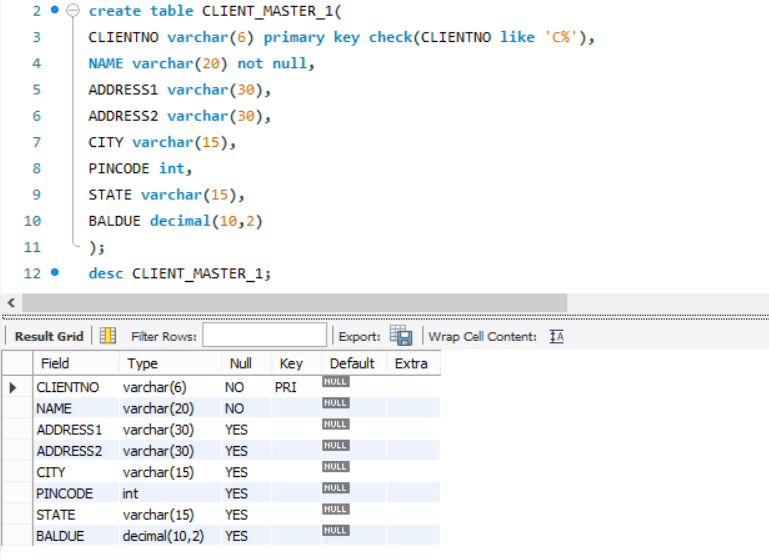 2 create table CLIENT_MASTER_1(
3 CLIENTNO varchar(6) primary key check(CLIENTNO like 'C%'),
4 NAME varchar(20) not null,
5 ADDRESS1 varchar(30),
6 ADDRESS2 varchar(30),
7 CITY varchar(15),
8 PINCODE int,
9 STATE varchar(15),
10 BALDUE decimal(10,2)
11 );
12 desc CLIENT_MASTER_1;
Result Grid Filter Rows: Export: Wrap Cell Content: IA
Field Type Null Key Default Extra
CLIENTNO varchar(6) NO PRI NULL
NAME varchar(20) NO NULL
ADDRESS1 varchar(30) YES NULL
ADDRESS2 varchar(30) YES NULL
CITY varchar(15) YES NULL
PINCODE int YES NULL
STATE varchar(15) YES NULL
BALDUE decimal(10,2) YES NULL